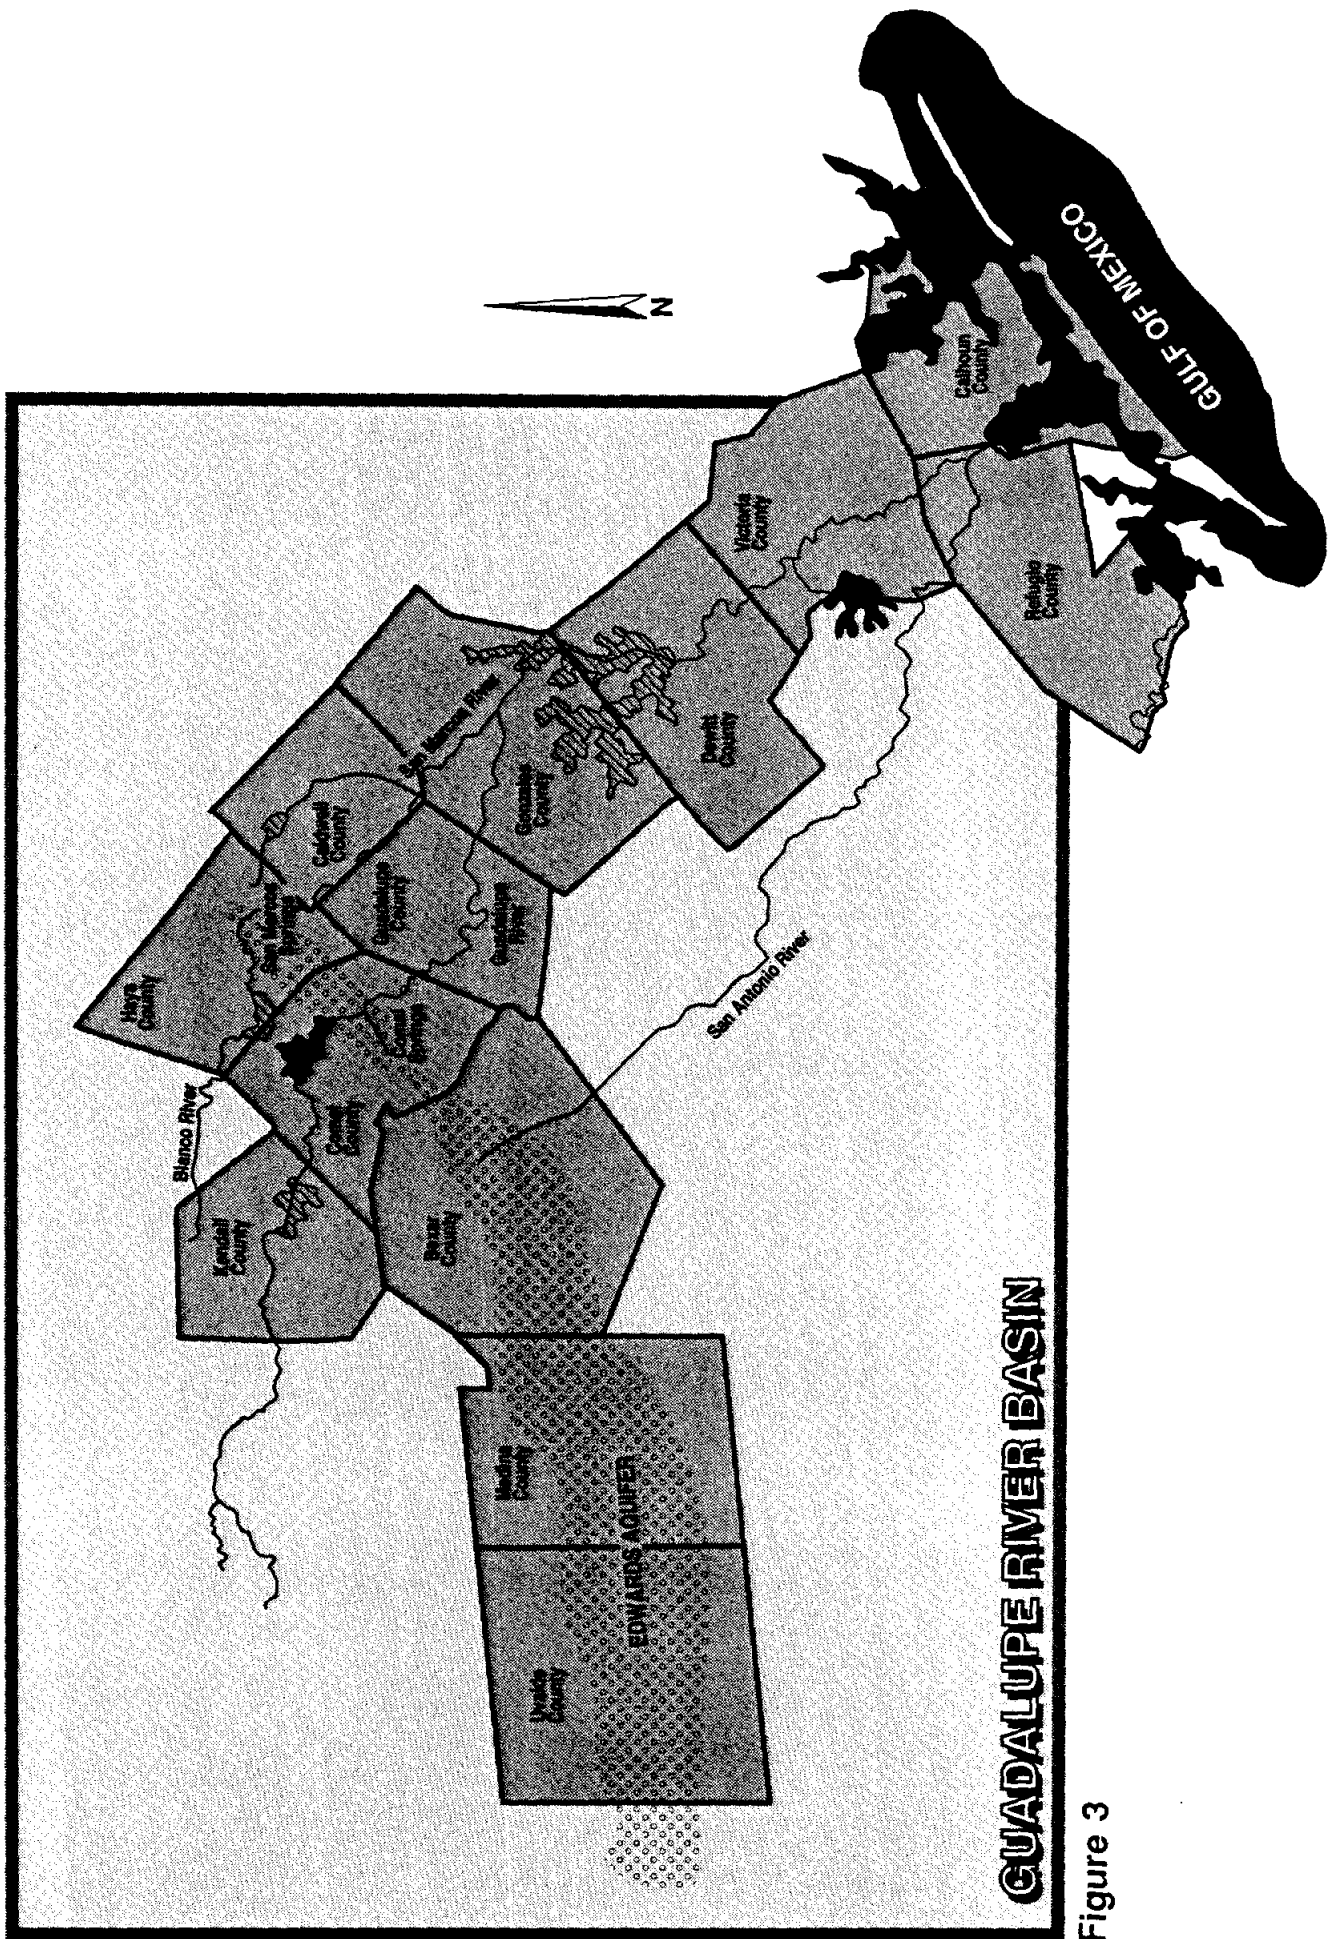 Kendall
County
Blanco River
Hays
County
San Marcos
Springs
Caldwell
County
San Marcos River
Comal
County
Comal
Springs
Guadalupe
County
Guadalupe
River
Gonzales
County
Bexar
County
Medina
County
Uvalde
County
EDWARDS AQUIFER
San Antonio River
Dewitt
County
Victoria
County
Refugio
County
Calhoun
County
GULF OF MEXICO
N
GUADALUPE RIVER BASIN
Figure 3